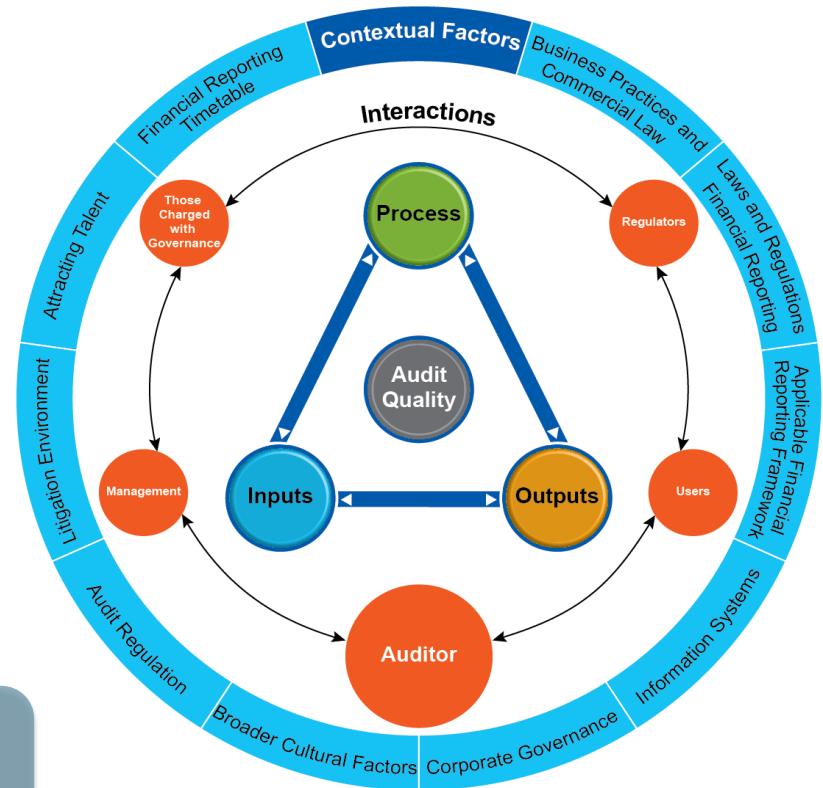 Contextual Factors
Business Practices and
Commercial Law
Laws and Regulations
Financial Reporting
Applicable Financial
Reporting Framework
Information Systems
Corporate Governance
Broader Cultural Factors
Audit Regulation
Litigation Environment
Attracting Talent
Financial Reporting
Timetable
Interactions
Those
Charged
with
Governance
Process
Regulators
Audit
Quality
Management
Inputs
Outputs
Users
Auditor